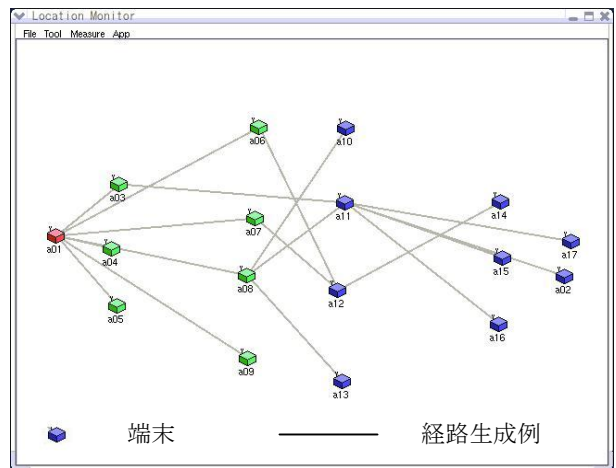 Location Monitor
File Tool Measure App
a06
a10
a03
a11
a14
a07
a01
a04
a17
a15
a08
a02
a12
a05
a16
a09
a13
端末
経路生成例